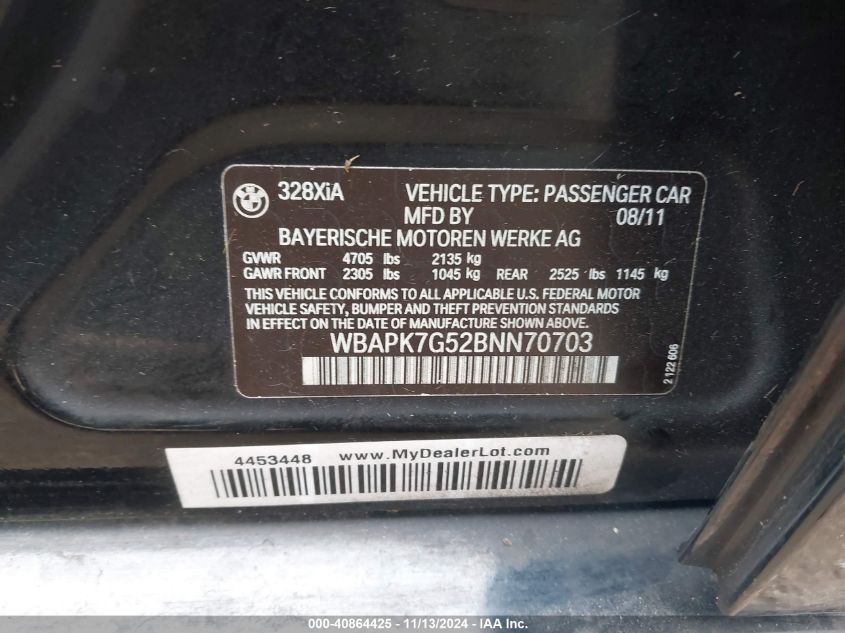 328XiA VEHICLE TYPE: PASSENGER CAR
MFD BY 08/11
BAYERISCHE MOTOREN WERKE AG
GVWR 4705 lbs 2135 kg
GAWR FRONT 2305 lbs 1045 kg REAR 2525 lbs 1145 kg
THIS VEHICLE CONFORMS TO ALL APPLICABLE U.S. FEDERAL MOTOR
VEHICLE SAFETY, BUMPER AND THEFT PREVENTION STANDARDS
IN EFFECT ON THE DATE OF MANUFACTURE SHOWN ABOVE.
WBAPK7G52BNN70703
2 122 606
4453448 www.MyDealerLot.com
000-40864425 - 11/13/2024 - IAA Inc.